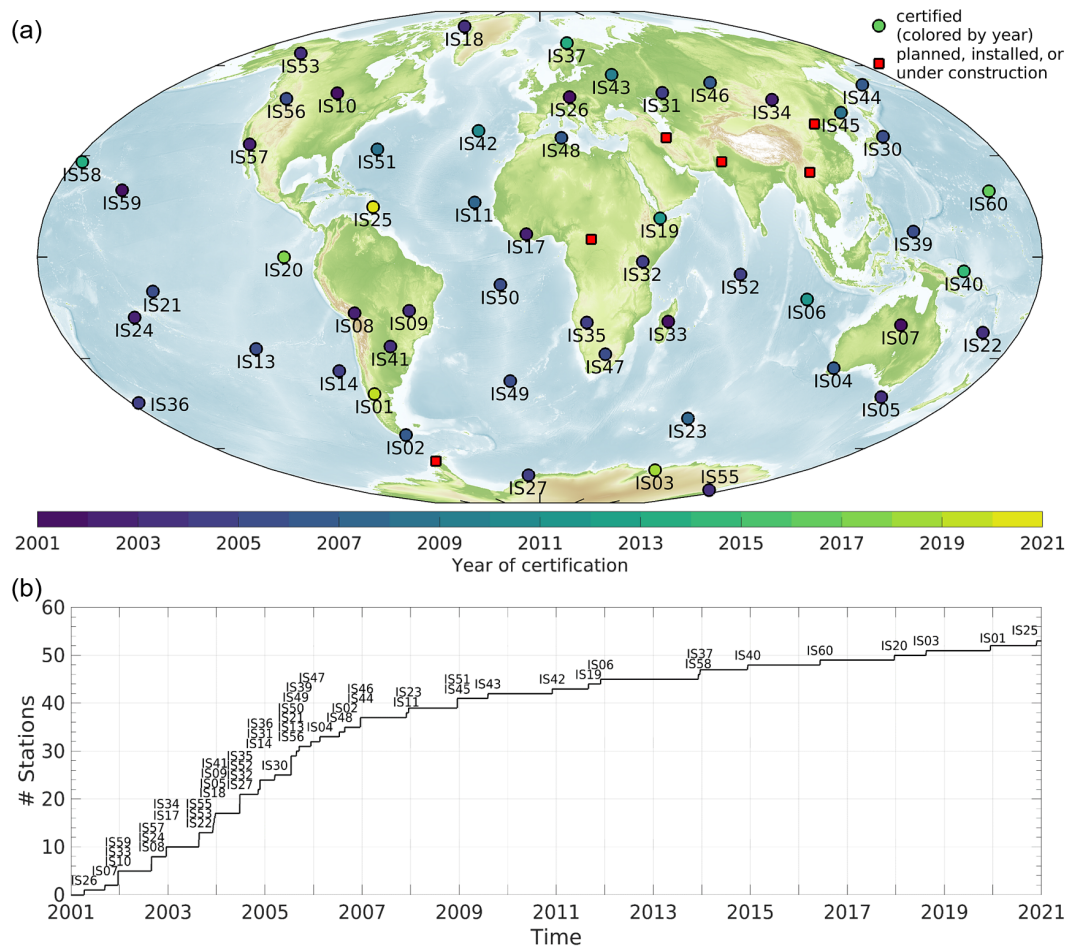 (a)
certified
(colored by year)
planned, installed, or
under construction
IS18
IS37
IS53
IS43
IS10
IS26
IS31
IS46
IS34
IS44
IS56
IS45
IS57
IS51
IS42
IS48
IS30
IS58
IS59
IS25
IS11
IS17
IS19
IS60
IS39
IS20
IS32
IS52
IS40
IS21
IS24
IS50
IS06
IS08
IS09
IS35
IS33
IS07
IS22
IS13
IS41
IS47
IS14
IS49
IS04
IS01
IS36
IS05
IS02
IS23
IS27
IS03
IS55
2001 2003 2005 2007 2009 2011 2013 2015 2017 2019 2021
Year of certification
(b)
60
50
40
30
20
10
0
# Stations
IS26
IS07
IS59
IS33
IS10
IS57
IS24
IS08
IS34
IS17
IS55
IS53
IS22
IS41
IS09
IS05
IS18
IS35
IS52
IS32
IS27
IS36
IS31
IS14
IS30
IS47
IS39
IS49
IS50
IS21
IS13
IS56
IS04
IS02
IS48
IS46
IS44
IS23
IS11
IS51
IS45
IS43
IS42
IS06
IS19
IS37
IS58
IS40
IS60
IS20
IS03
IS01
IS25
2001 2003 2005 2007 2009 2011 2013 2015 2017 2019 2021
Time